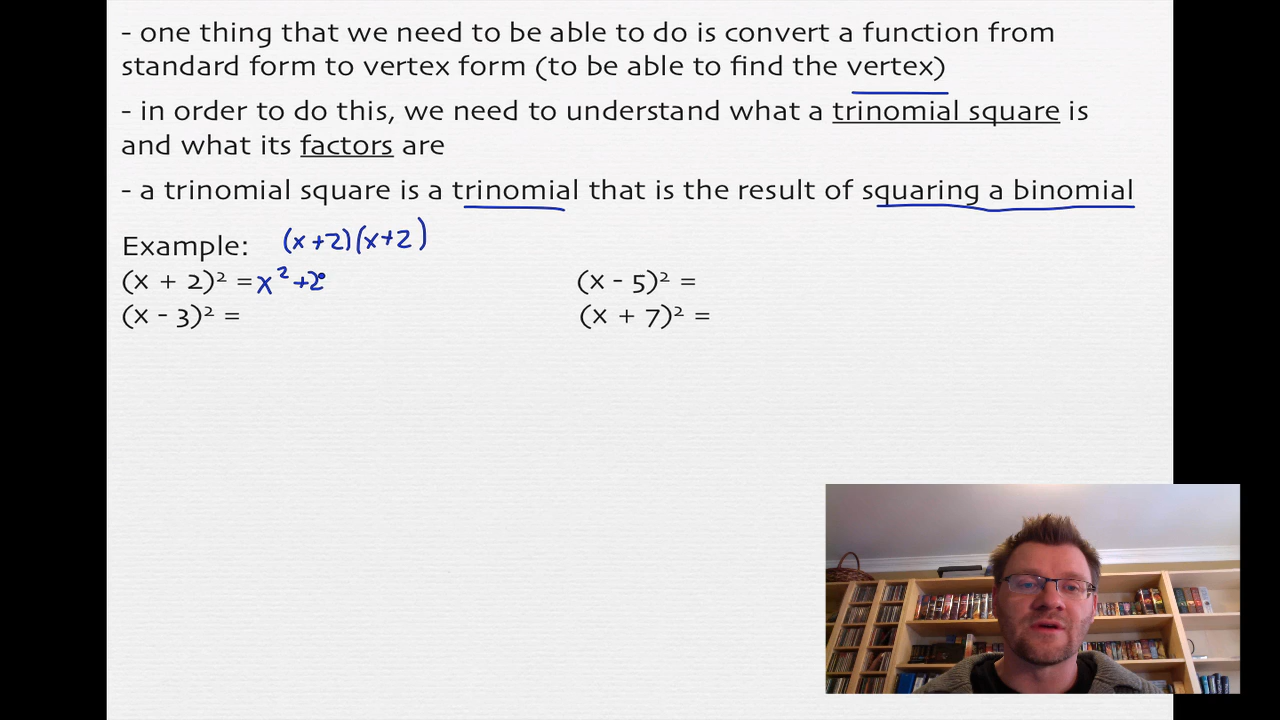 - one thing that we need to be able to do is convert a function from
standard form to vertex form (to be able to find the vertex)
- in order to do this, we need to understand what a trinomial square is
and what its factors are
- a trinomial square is a trinomial that is the result of squaring a binomial
Example: (x+2)(x+2)
(x + 2)² = x² +2 (x - 5)² =
(x - 3)² = (x + 7)² =